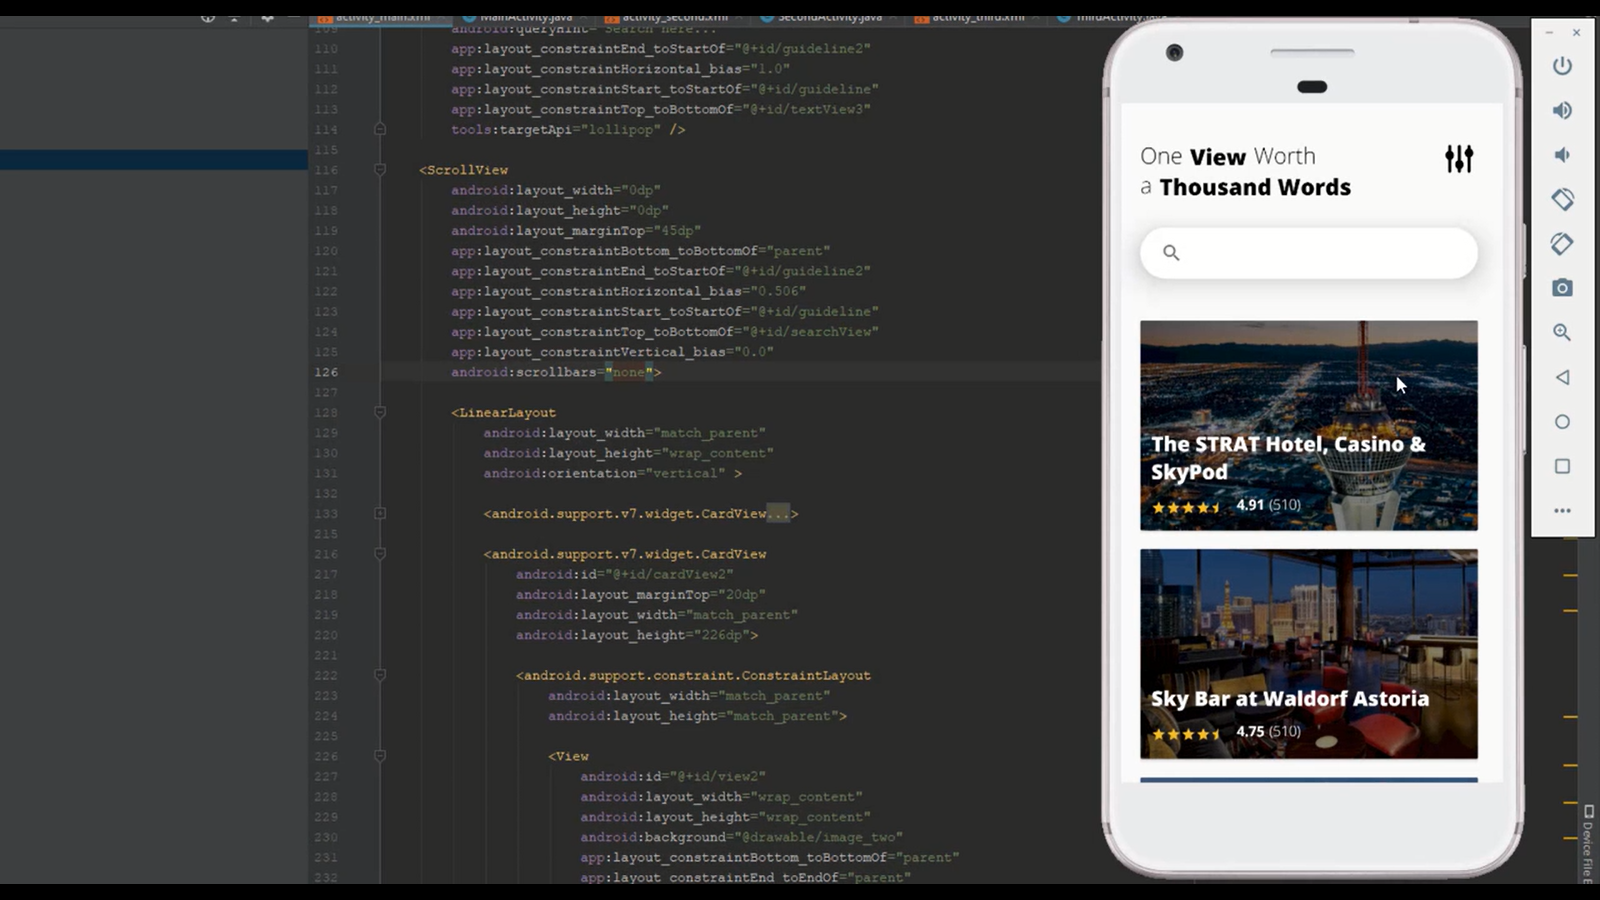 activity_main.xml
MainActivity.java
activity_second.xml
SecondActivity.java
activity_third.xml
ThirdActivity.java
109 android:queryHint="Search here..."
110 app:layout_constraintEnd_toStartOf="@+id/guideline2"
111 app:layout_constraintHorizontal_bias="1.0"
112 app:layout_constraintStart_toStartOf="@+id/guideline"
113 app:layout_constraintTop_toBottomOf="@+id/textView3"
114 tools:targetApi="lollipop" />
115
116 <ScrollView
117 android:layout_width="0dp"
118 android:layout_height="0dp"
119 android:layout_marginTop="45dp"
120 app:layout_constraintBottom_toBottomOf="parent"
121 app:layout_constraintEnd_toStartOf="@+id/guideline2"
122 app:layout_constraintHorizontal_bias="0.506"
123 app:layout_constraintStart_toStartOf="@+id/guideline"
124 app:layout_constraintTop_toBottomOf="@+id/searchView"
125 app:layout_constraintVertical_bias="0.0"
126 android:scrollbars="none">
127
128 <LinearLayout
129 android:layout_width="match_parent"
130 android:layout_height="wrap_content"
131 android:orientation="vertical" >
132
133 <android.support.v7.widget.CardView...>
215
216 <android.support.v7.widget.CardView
217 android:id="@+id/cardView2"
218 android:layout_marginTop="20dp"
219 android:layout_width="match_parent"
220 android:layout_height="226dp">
221
222 <android.support.constraint.ConstraintLayout
223 android:layout_width="match_parent"
224 android:layout_height="match_parent">
225
226 <View
227 android:id="@+id/view2"
228 android:layout_width="wrap_content"
229 android:layout_height="wrap_content"
230 android:background="@drawable/image_two"
231 app:layout_constraintBottom_toBottomOf="parent"
232 app:layout_constraintEnd_toEndOf="parent"
One View Worth
a Thousand Words
The STRAT Hotel, Casino &
SkyPod
4.91 (510)
Sky Bar at Waldorf Astoria
4.75 (510)
Device File E